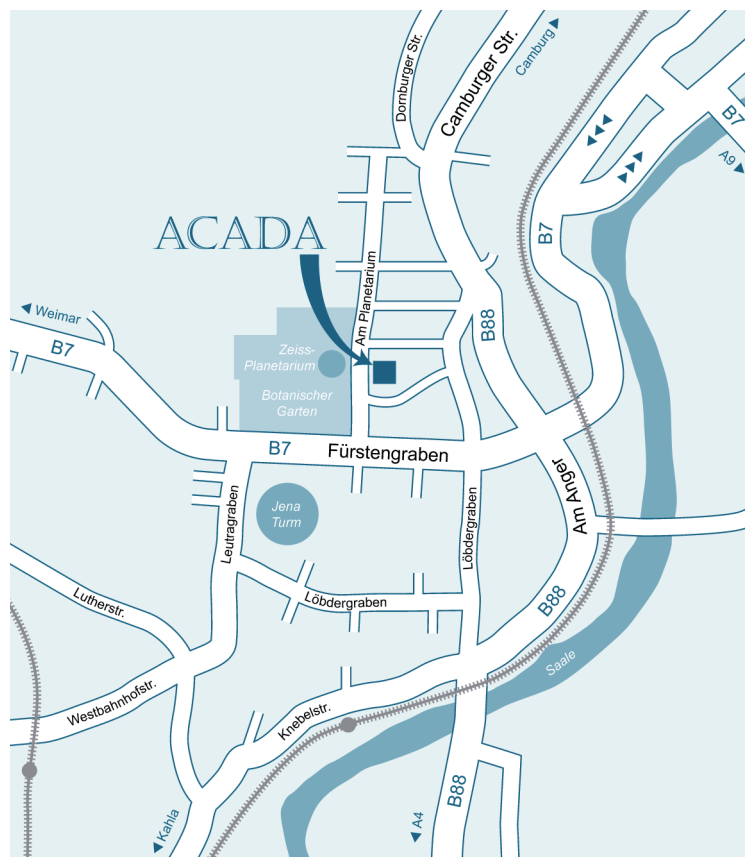 Dornburger Str.
Camburger Str.
Camburg
B7
A9
B7
ACADA
Am Planetarium
Weimar
B7
B88
Zeiss-
Planetarium
Botanischer
Garten
B7
Fürstengraben
Am Anger
Leutragraben
Jena
Turm
Löbdergraben
Lutherstr.
Löbdergraben
B88
Saale
Westbahnhofstr.
Knebelstr.
B88
Kahla
A4